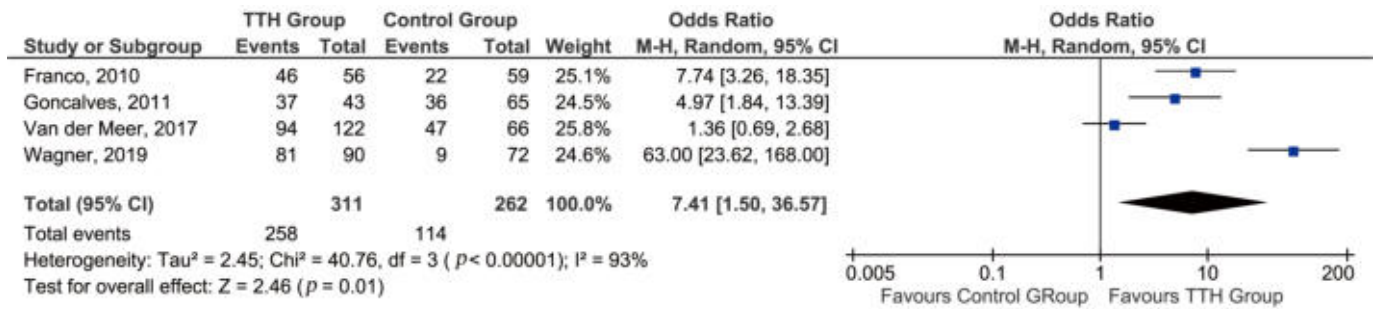 TTH Group Control Group Odds Ratio Odds Ratio
Study or Subgroup Events Total Events Total Weight M-H, Random, 95% CI M-H, Random, 95% CI
Franco, 2010 46 56 22 59 25.1% 7.74 [3.26, 18.35]
Goncalves, 2011 37 43 36 65 24.5% 4.97 [1.84, 13.39]
Van der Meer, 2017 94 122 47 66 25.8% 1.36 [0.69, 2.68]
Wagner, 2019 81 90 9 72 24.6% 63.00 [23.62, 168.00]
Total (95% CI) 311 262 100.0% 7.41 [1.50, 36.57]
Total events 258 114
Heterogeneity: Tau² = 2.45; Chi² = 40.76, df = 3 ( p< 0.00001); I² = 93%
Test for overall effect: Z = 2.46 (p = 0.01)
0.005 0.1 1 10 200
Favours Control GRoup Favours TTH Group